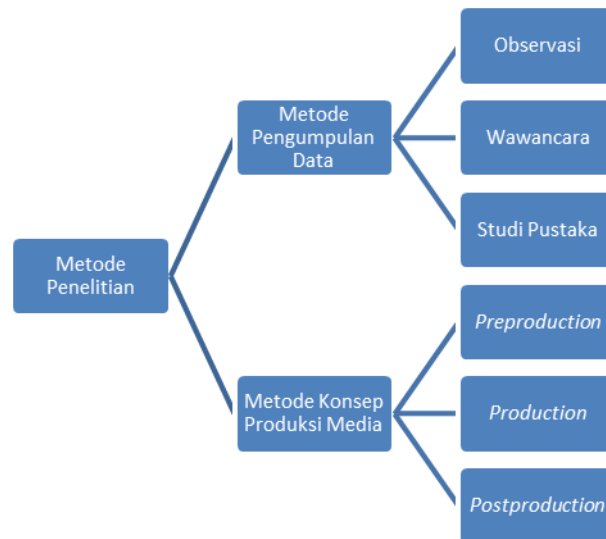 Observasi
Metode
Pengumpulan
Data
Wawancara
Studi Pustaka
Metode
Penelitian
Preproduction
Metode Konsep
Produksi Media
Production
Postproduction